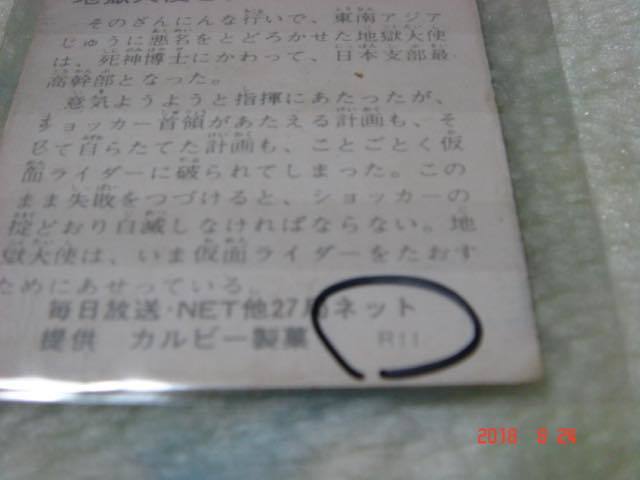 地獄大使
そのざんにんな行いで、東南アジア
じゅうに悪名をとどろかせた地獄大使
は、死神博士にかわって、日本支部最
高幹部となった。
意気ようようと指揮にあたったが、
ショッカー首領があたえる計画も、そ
して自らたてた計画も、ことごとく仮
面ライダーに破られてしまった。この
まま失敗をつづけると、ショッカーの
掟どおり自滅しなければならない。地
獄大使は、いま仮面ライダーをたおす
ためにあせっている。
毎日放送・NET他27局ネット
提供 カルビー製菓 R11
2018 8 24